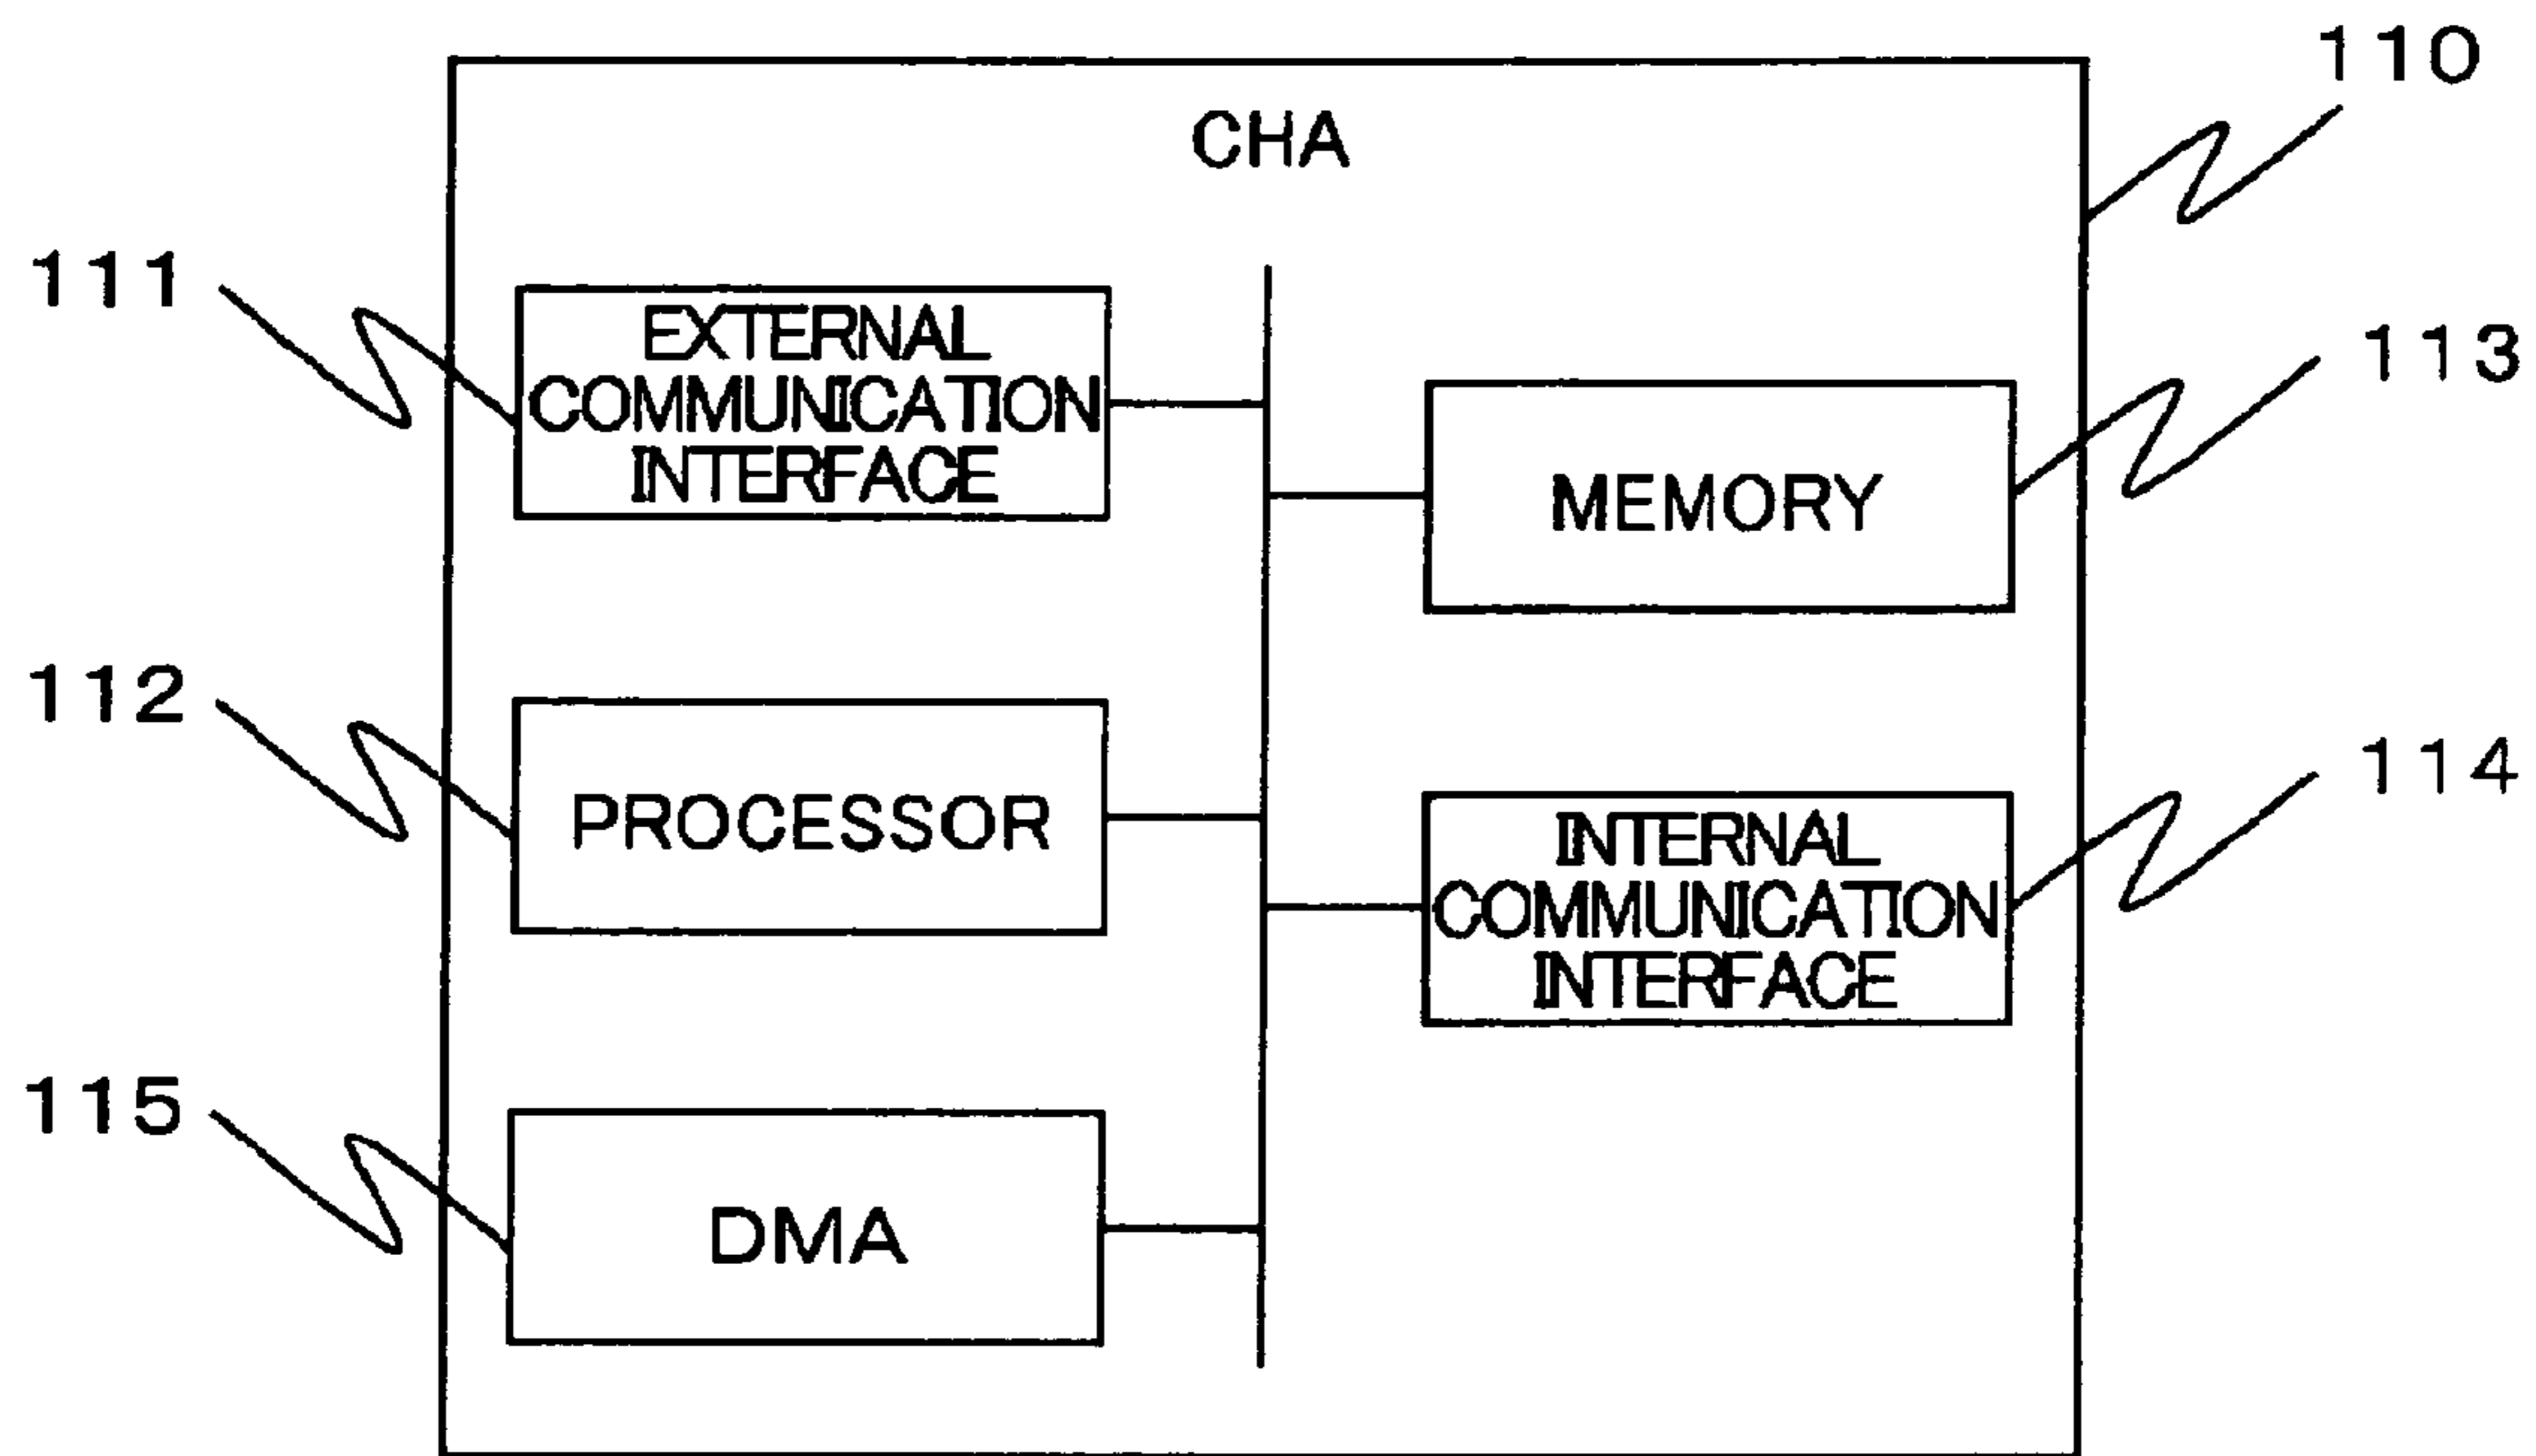 110
CHA
111
EXTERNAL
COMMUNICATION
INTERFACE
113
MEMORY
112
PROCESSOR
114
INTERNAL
COMMUNICATION
INTERFACE
115
DMA